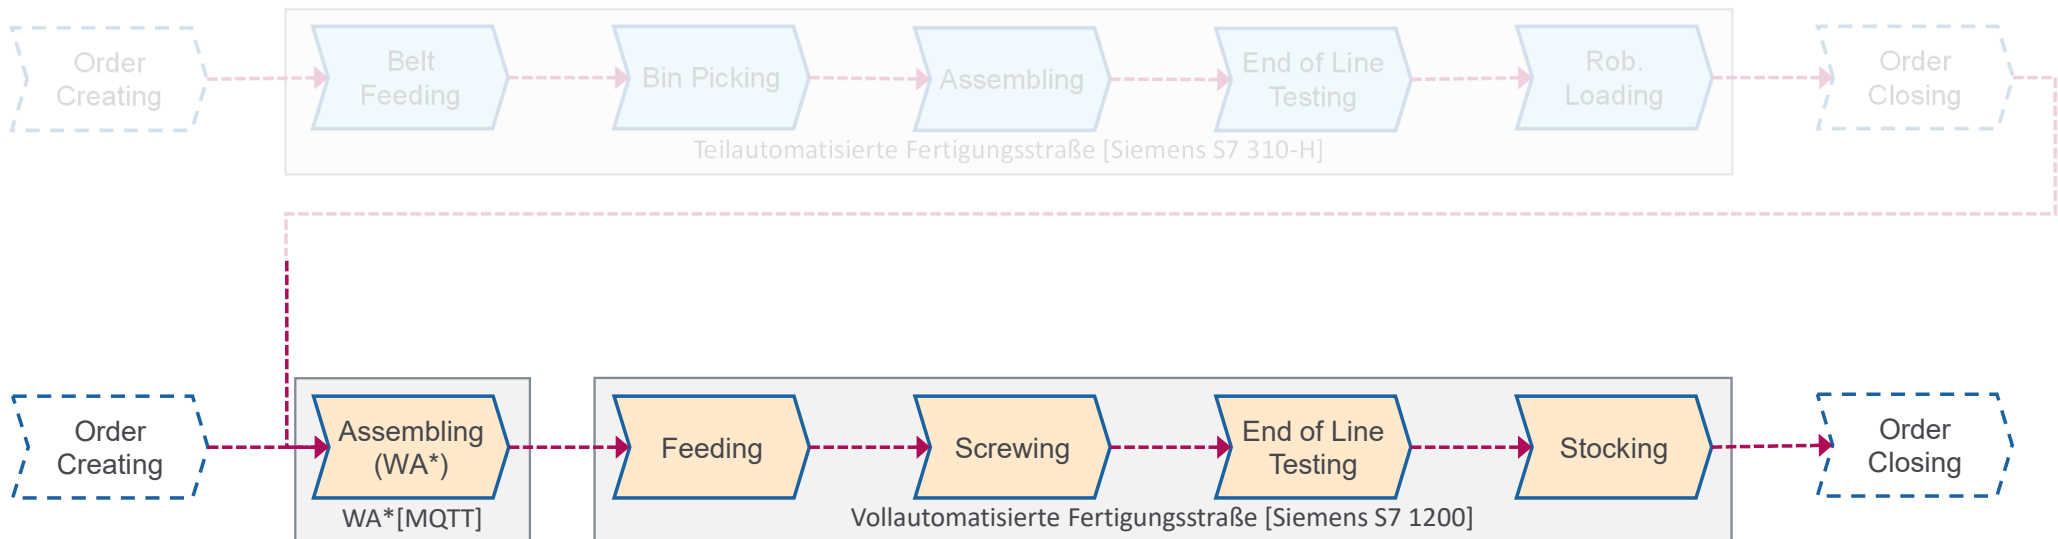 Order
Creating
Belt
Feeding
Bin Picking
Assembling
End of Line
Testing
Rob.
Loading
Order
Closing
Teilautomatisierte Fertigungsstraße [Siemens S7 310-H]
Order
Creating
Assembling
(WA*)
Feeding
Screwing
End of Line
Testing
Stocking
Order
Closing
WA*[MQTT]
Vollautomatisierte Fertigungsstraße [Siemens S7 1200]